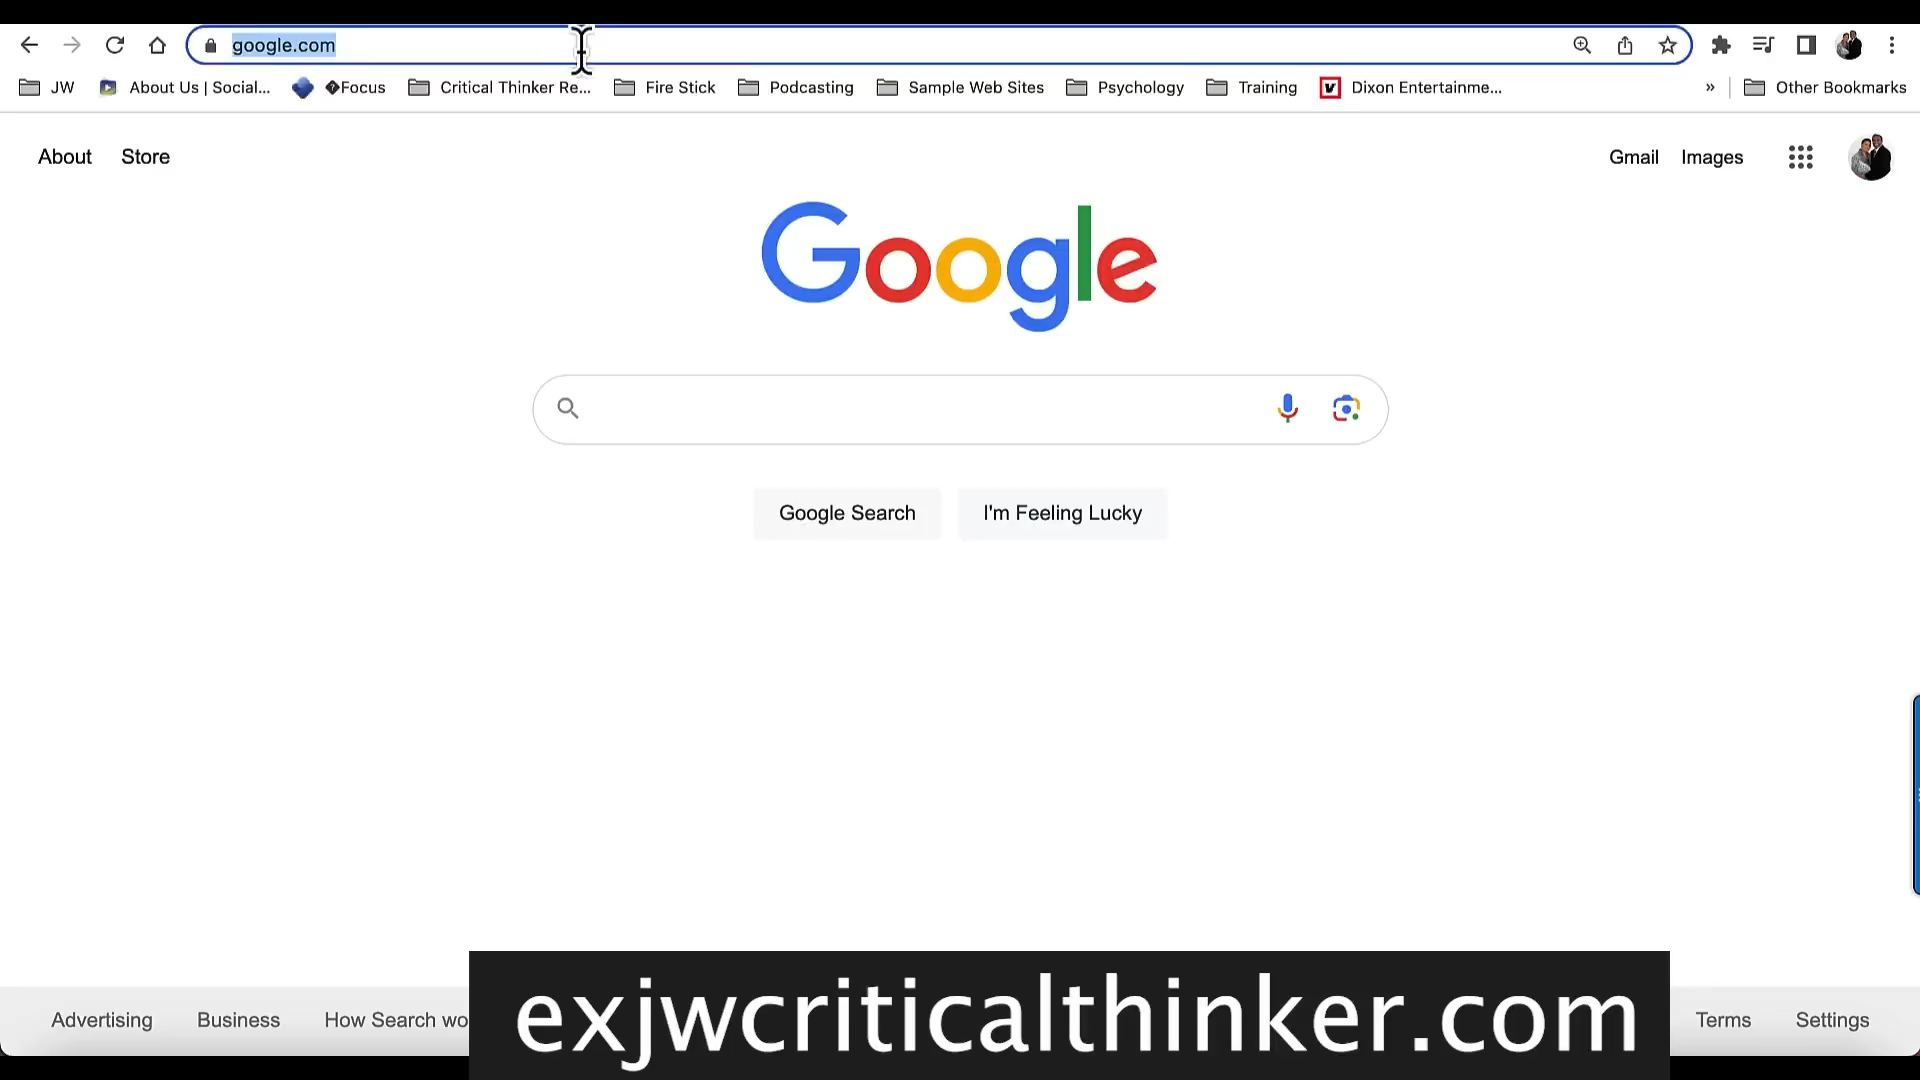 google.com
JW
About Us | Social...
�Focus
Critical Thinker Re...
Fire Stick
Podcasting
Sample Web Sites
Psychology
Training
Dixon Entertainme...
»
Other Bookmarks
About Store
Gmail Images
Google
Google Search
I'm Feeling Lucky
Advertising Business How Search wo
Terms Settings
exjwcriticalthinker.com